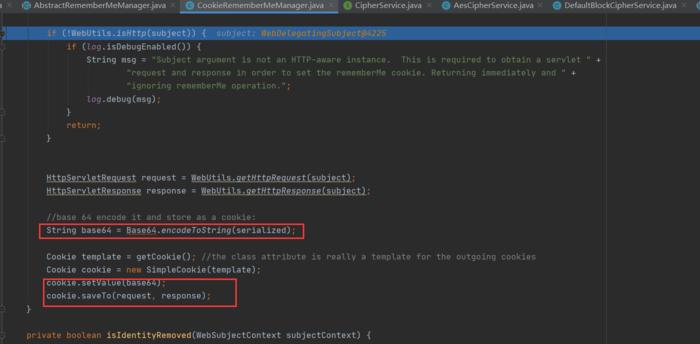 AbstractRememberMeManager.java × CookieRememberMeManager.java × CipherService.java × AesCipherService.java × DefaultBlockCipherService.java ×
if (!WebUtils.isHttp(subject)) { subject: WebDelegatingSubject@4225
if (log.isDebugEnabled()) {
String msg = "Subject argument is not an HTTP-aware instance. This is required to obtain a servlet " +
"request and response in order to set the rememberMe cookie. Returning immediately and " +
"ignoring rememberMe operation.";
log.debug(msg);
}
return;
}
HttpServletRequest request = WebUtils.getHttpRequest(subject);
HttpServletResponse response = WebUtils.getHttpResponse(subject);
//base 64 encode it and store as a cookie:
String base64 = Base64.encodeToString(serialized);
Cookie template = getCookie(); //the class attribute is really a template for the outgoing cookies
Cookie cookie = new SimpleCookie(template);
cookie.setValue(base64);
cookie.saveTo(request, response);
}
private boolean isIdentityRemoved(WebSubjectContext subjectContext) {